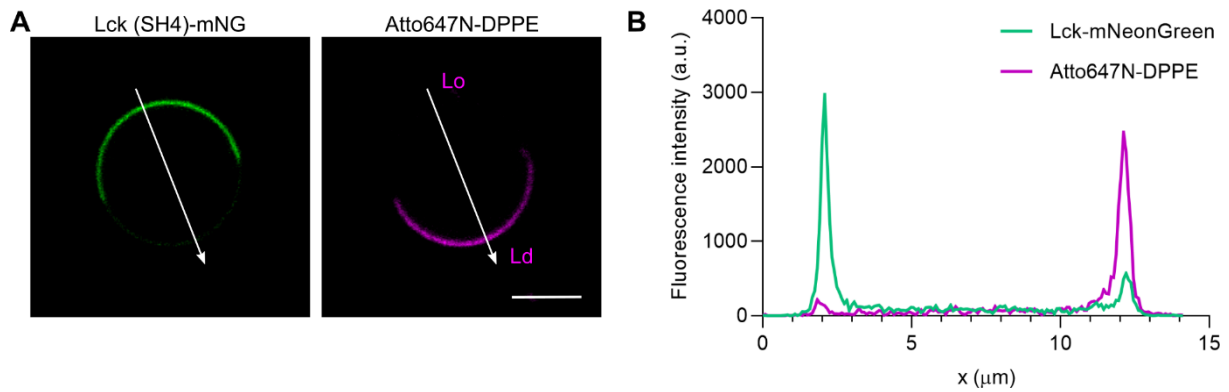 A
Lck (SH4)-mNG
Atto647N-DPPE
Lo
Ld
B
Fluorescence intensity (a.u.)
4000
3000
2000
1000
0
0 5 10 15
x (μm)
Lck-mNeonGreen
Atto647N-DPPE